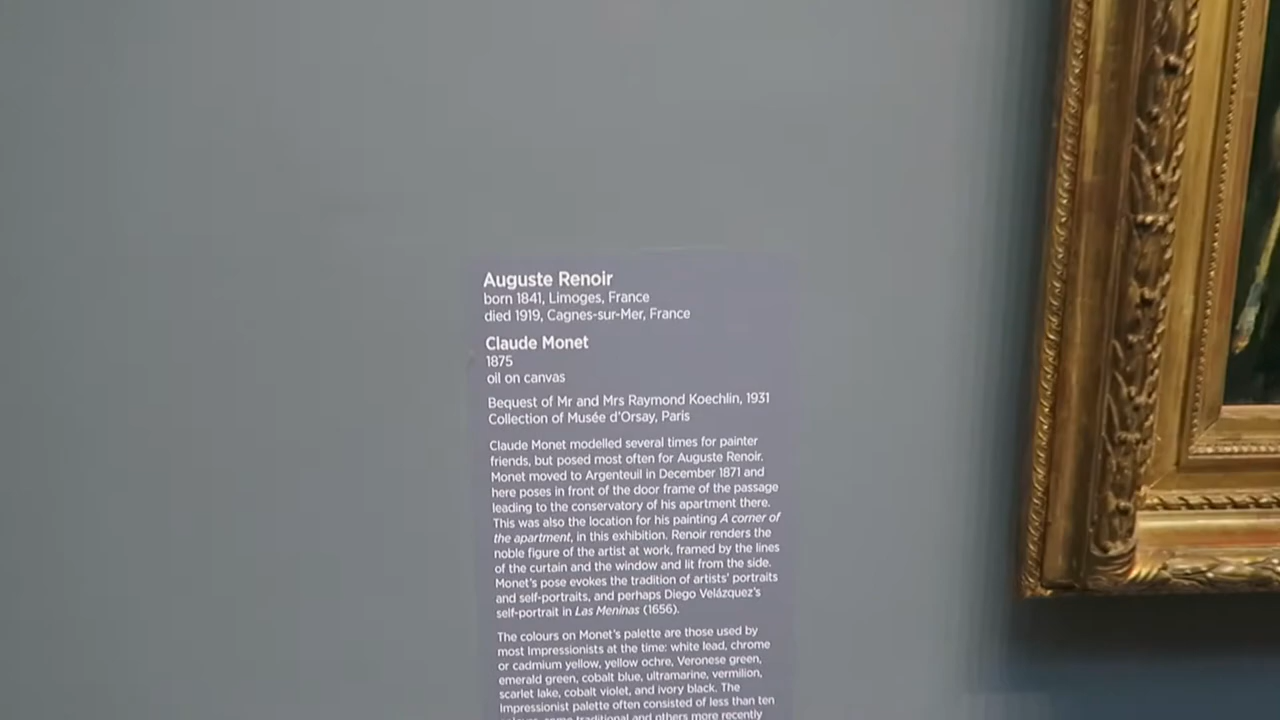 Auguste Renoir
born 1841, Limoges, France
died 1919, Cagnes-sur-Mer, France
Claude Monet
1875
oil on canvas
Bequest of Mr and Mrs Raymond Koechlin, 1931
Collection of Musée d'Orsay, Paris
Claude Monet modelled several times for painter
friends, but posed most often for Auguste Renoir.
Monet moved to Argenteuil in December 1871 and
here poses in front of the door frame of the passage
leading to the conservatory of his apartment there.
This was also the location for his painting A corner of
the apartment, in this exhibition. Renoir renders the
noble figure of the artist at work, framed by the lines
of the curtain and the window and lit from the side.
Monet's pose evokes the tradition of artists' portraits
and self-portraits, and perhaps Diego Velázquez's
self-portrait in Las Meninas (1656).
The colours on Monet's palette are those used by
most Impressionists at the time: white lead, chrome
or cadmium yellow, yellow ochre, Veronese green,
emerald green, cobalt blue, ultramarine, vermilion,
scarlet lake, cobalt violet, and ivory black. The
Impressionist palette often consisted of less than ten
some traditional and others more recently